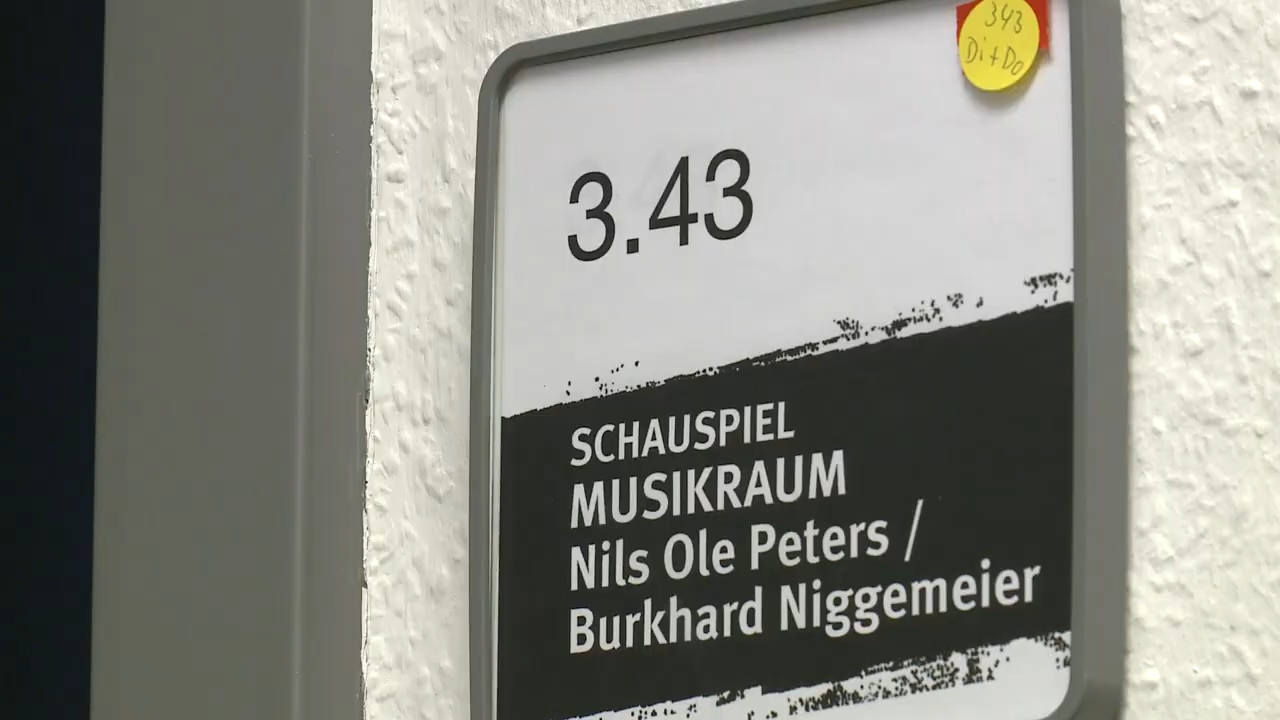 343
Di+Do
3.43
SCHAUSPIEL
MUSIKRAUM
Nils Ole Peters /
Burkhard Niggemeier